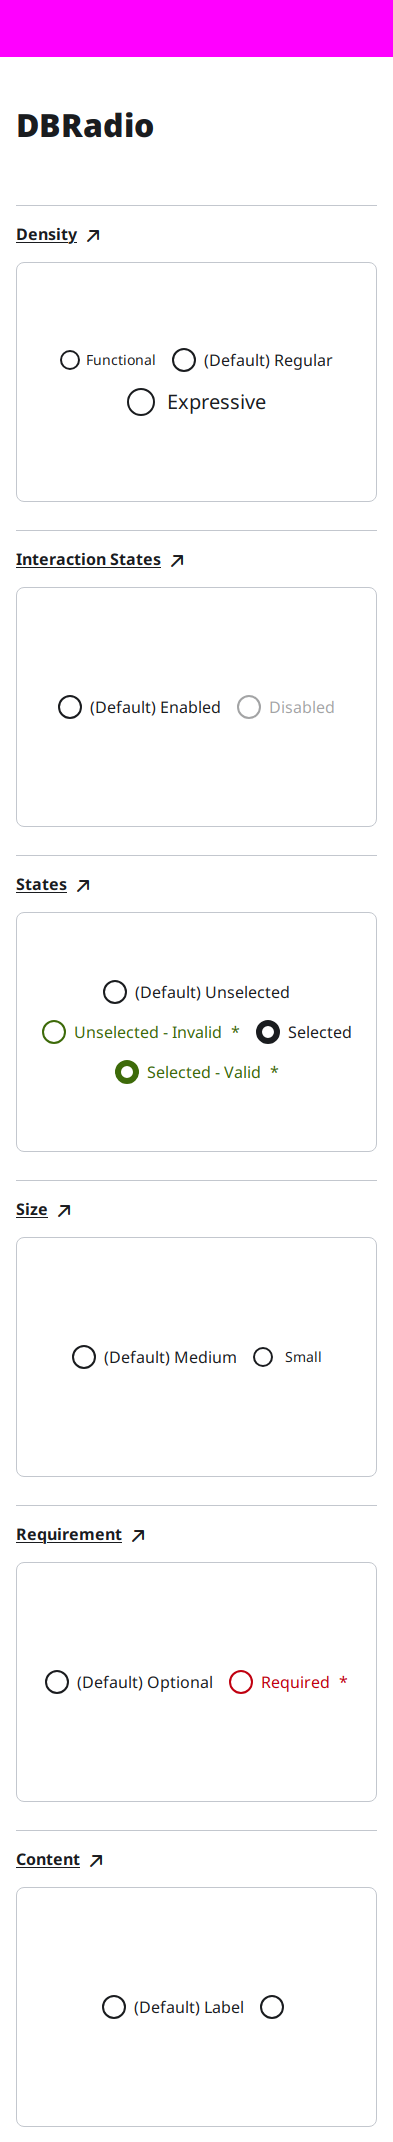 DBRadio
Density
Functional (Default) Regular
Expressive
Interaction States
(Default) Enabled Disabled
States
(Default) Unselected
Unselected - Invalid * Selected
Selected - Valid *
Size
(Default) Medium Small
Requirement
(Default) Optional Required *
Content
(Default) Label